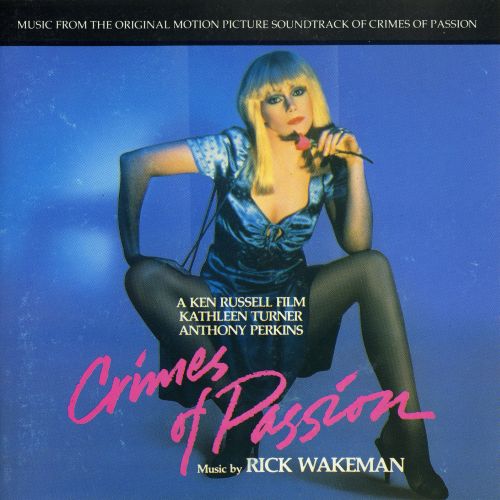 MUSIC FROM THE ORIGINAL MOTION PICTURE SOUNDTRACK OF CRIMES OF PASSION
A KEN RUSSELL FILM
KATHLEEN TURNER
ANTHONY PERKINS
Crimes
of Passion
Music by RICK WAKEMAN